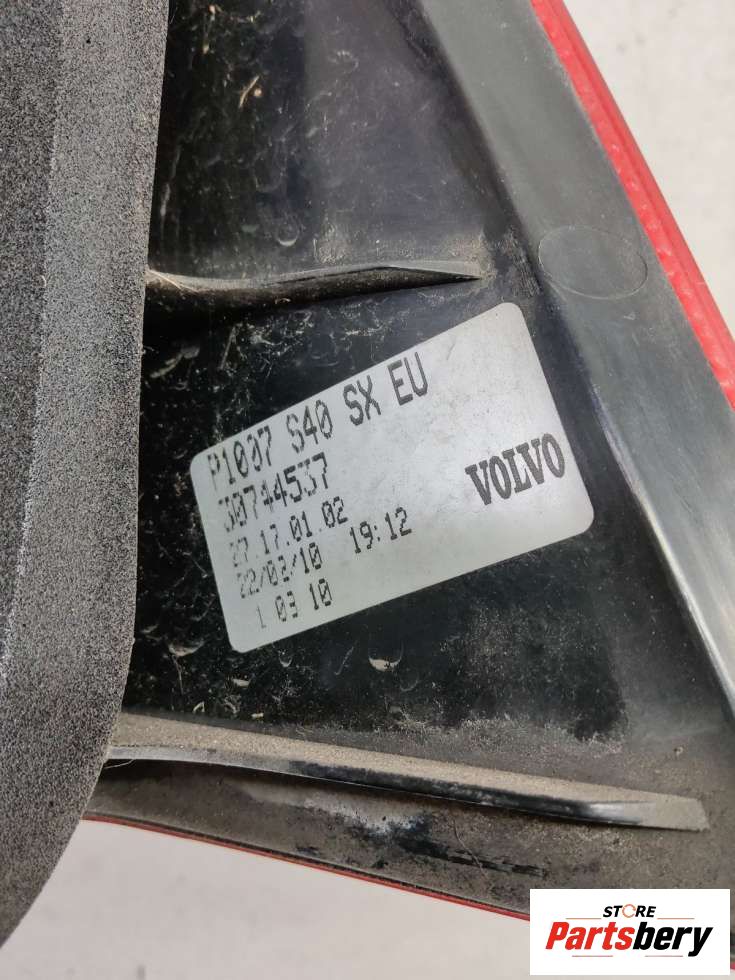 P1007 S40 SX EU
30744537
27.17.01.02
22/02/10 19:12
1 03 10
VOLVO
STORE
Partsbery